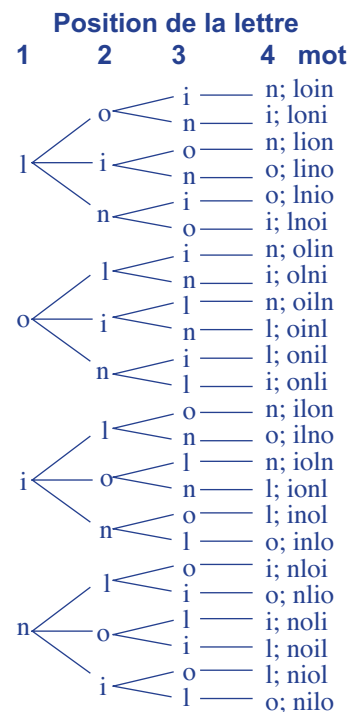 Position de la lettre
1 2 3 4 mot
i n; loin
o
n i; loni
o n; lion
l i
n o; lino
i o; lnio
n
o i; lnoi
i n; olin
l
n i; olni
l n; oiln
o i
n l; oinl
i l; onil
n
l i; onli
o n; ilon
l
n o; ilno
l n; ioln
i o
n l; ionl
o l; inol
n
l o; inlo
o i; nloi
l
i o; nlio
l i; noli
n o
i l; noil
o l; niol
i
l o; nilo